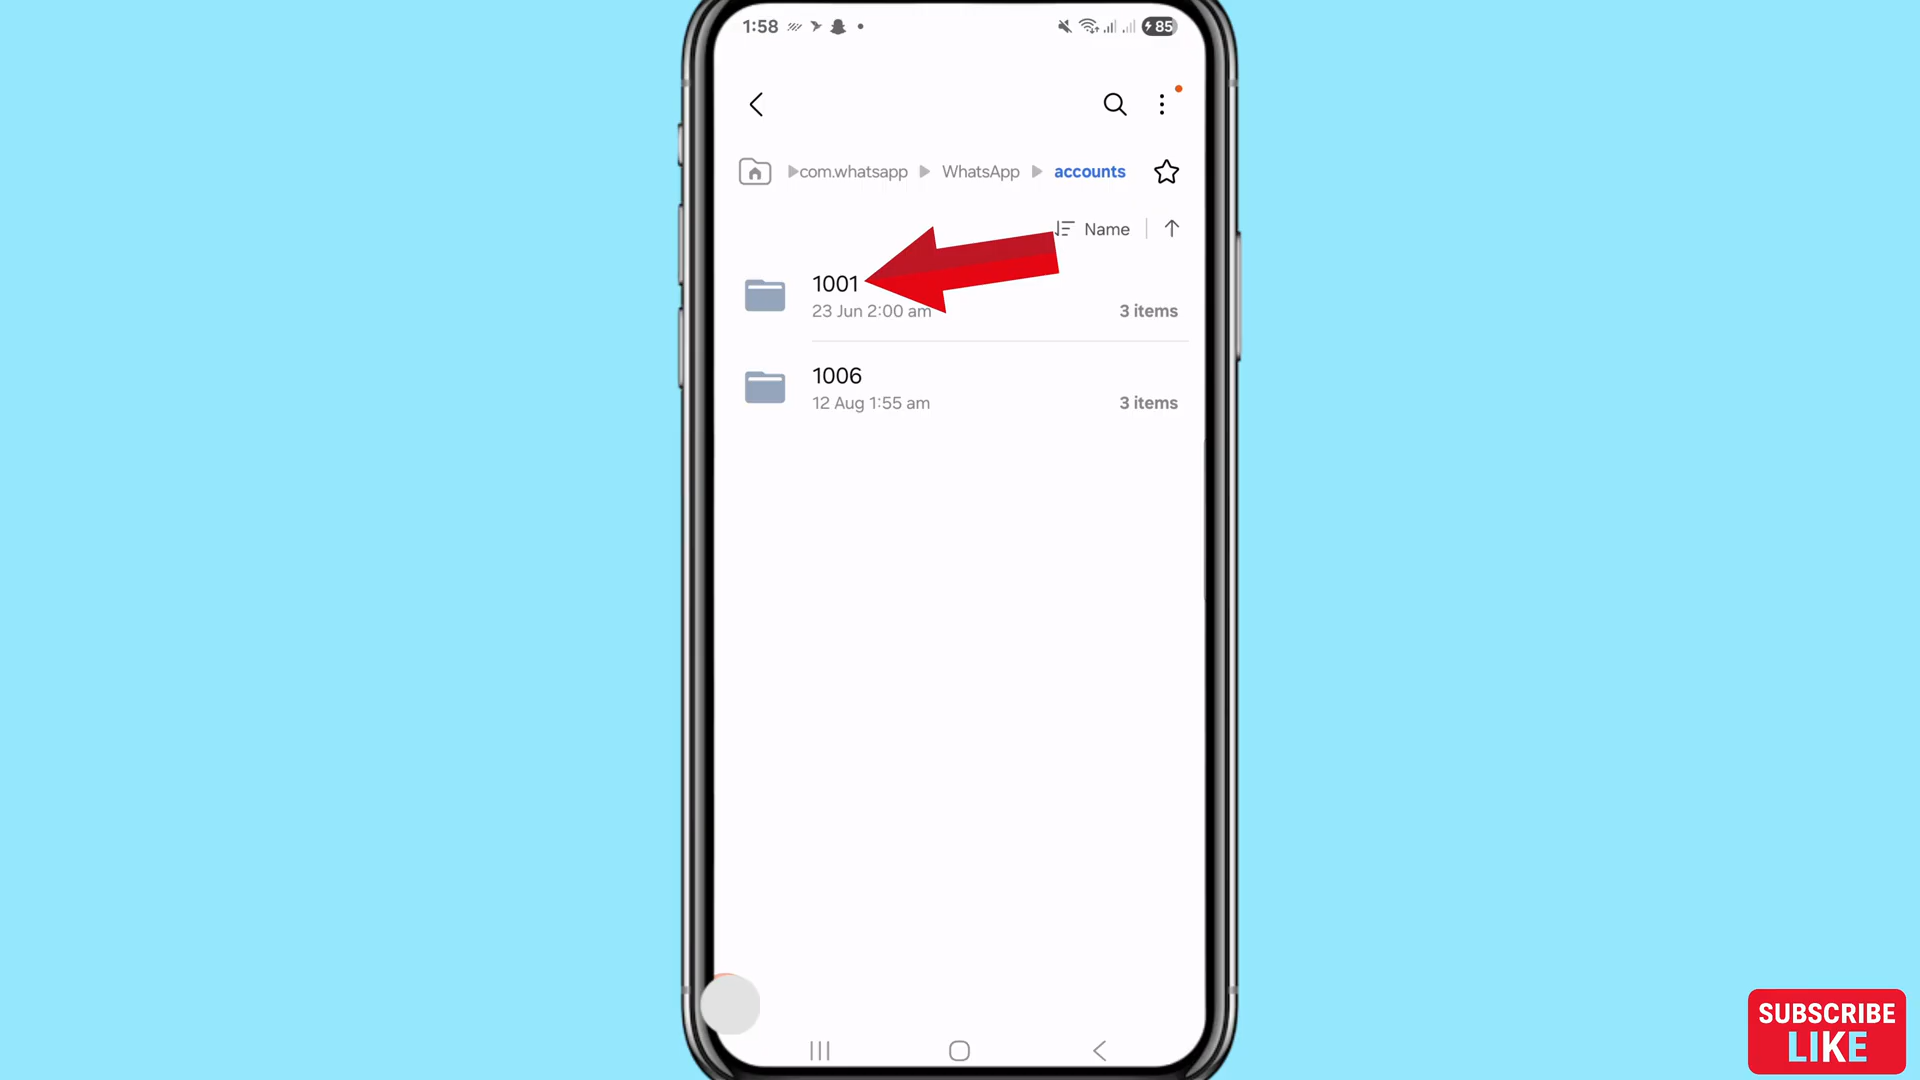 1:58
85
com.whatsapp WhatsApp accounts
Name
1001
23 Jun 2:00 am
3 items
1006
12 Aug 1:55 am
3 items
SUBSCRIBE
LIKE